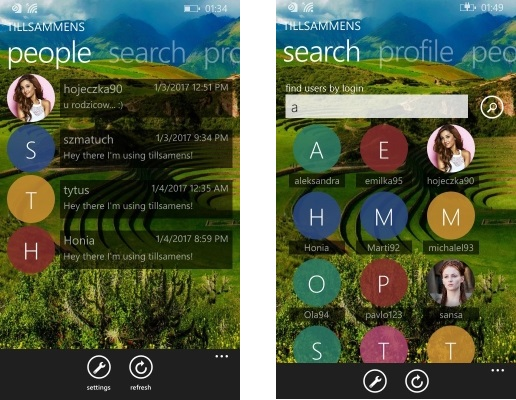 01:34
TILLSAMMENS
people search pro
hojeczka90 1/3/2017 12:51 PM
u rodzicow... :)
S
szmatuch 1/3/2017 9:34 PM
Hey there I'm using tillsamens!
T
tytus 1/4/2017 12:35 AM
Hey there I'm using tillsamens!
H
Honia 1/4/2017 8:59 PM
Hey there I'm using tillsamens!
settings refresh
01:49
TILLSAMMENS
search profile peo
find users by login
a
A E
aleksandra emilka95 hojeczka90
H M M
Honia Marti92 michalel93
O P
Ola94 pavlo123 sansa
S T T